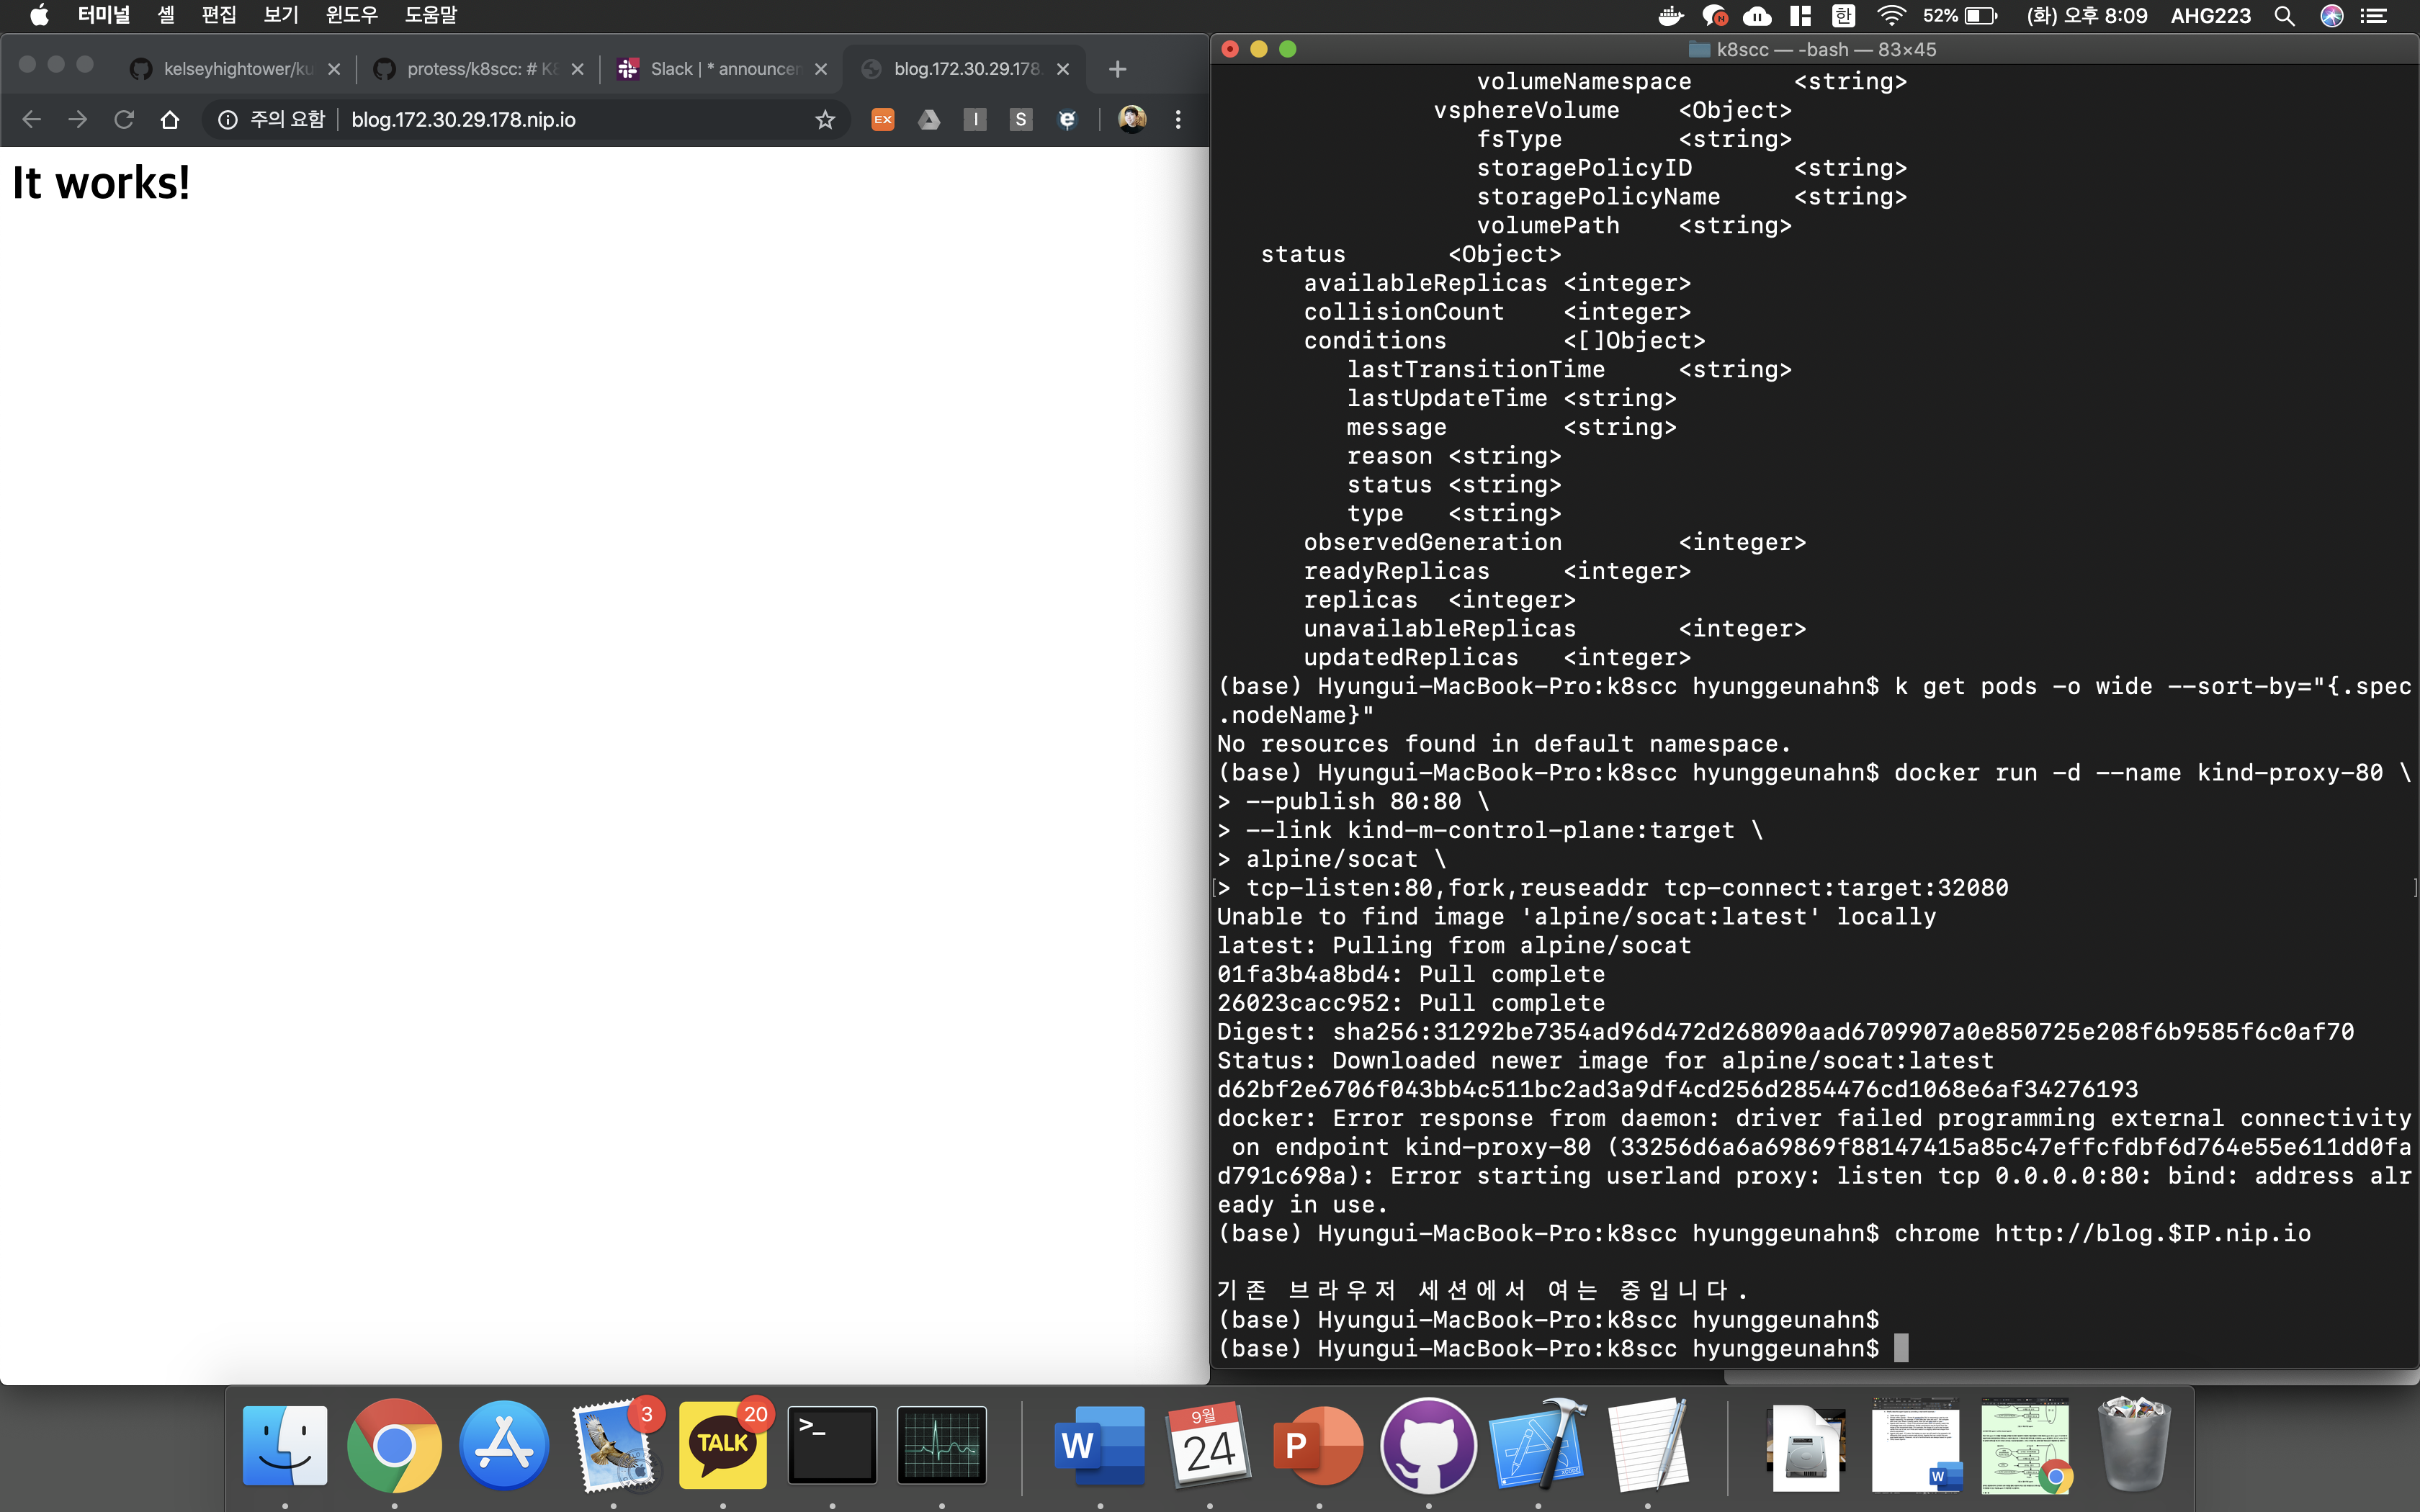 터미널 셸 편집 보기 윈도우 도움말
한 52% (화) 오후 8:09 AHG223
kelseyhightower/ku
protess/k8scc: # K8
Slack | * announcem
blog.172.30.29.178.
주의 요함 blog.172.30.29.178.nip.io
EX I S
It works!
k8scc — -bash — 83×45
volumeNamespace <string>
vsphereVolume <Object>
fsType <string>
storagePolicyID <string>
storagePolicyName <string>
volumePath <string>
status <Object>
availableReplicas <integer>
collisionCount <integer>
conditions <[]Object>
lastTransitionTime <string>
lastUpdateTime <string>
message <string>
reason <string>
status <string>
type <string>
observedGeneration <integer>
readyReplicas <integer>
replicas <integer>
unavailableReplicas <integer>
updatedReplicas <integer>
(base) Hyungui-MacBook-Pro:k8scc hyunggeunahn$ k get pods -o wide --sort-by="{.spec
.nodeName}"
No resources found in default namespace.
(base) Hyungui-MacBook-Pro:k8scc hyunggeunahn$ docker run -d --name kind-proxy-80 \
> --publish 80:80 \
> --link kind-m-control-plane:target \
> alpine/socat \
[> tcp-listen:80,fork,reuseaddr tcp-connect:target:32080 ]
Unable to find image 'alpine/socat:latest' locally
latest: Pulling from alpine/socat
01fa3b4a8bd4: Pull complete
26023cacc952: Pull complete
Digest: sha256:31292be7354ad96d472d268090aad6709907a0e850725e208f6b9585f6c0af70
Status: Downloaded newer image for alpine/socat:latest
d62bf2e6706f043bb4c511bc2ad3a9df4cd256d2854476cd1068e6af34276193
docker: Error response from daemon: driver failed programming external connectivity
on endpoint kind-proxy-80 (33256d6a6a69869f88147415a85c47effcfdbf6d764e55e611dd0fa
d791c698a): Error starting userland proxy: listen tcp 0.0.0.0:80: bind: address alr
eady in use.
(base) Hyungui-MacBook-Pro:k8scc hyunggeunahn$ chrome http://blog.$IP.nip.io
기존 브라우저 세션에서 여는 중입니다.
(base) Hyungui-MacBook-Pro:k8scc hyunggeunahn$
(base) Hyungui-MacBook-Pro:k8scc hyunggeunahn$
3
20
TALK
>_
W
9월
24
P
W